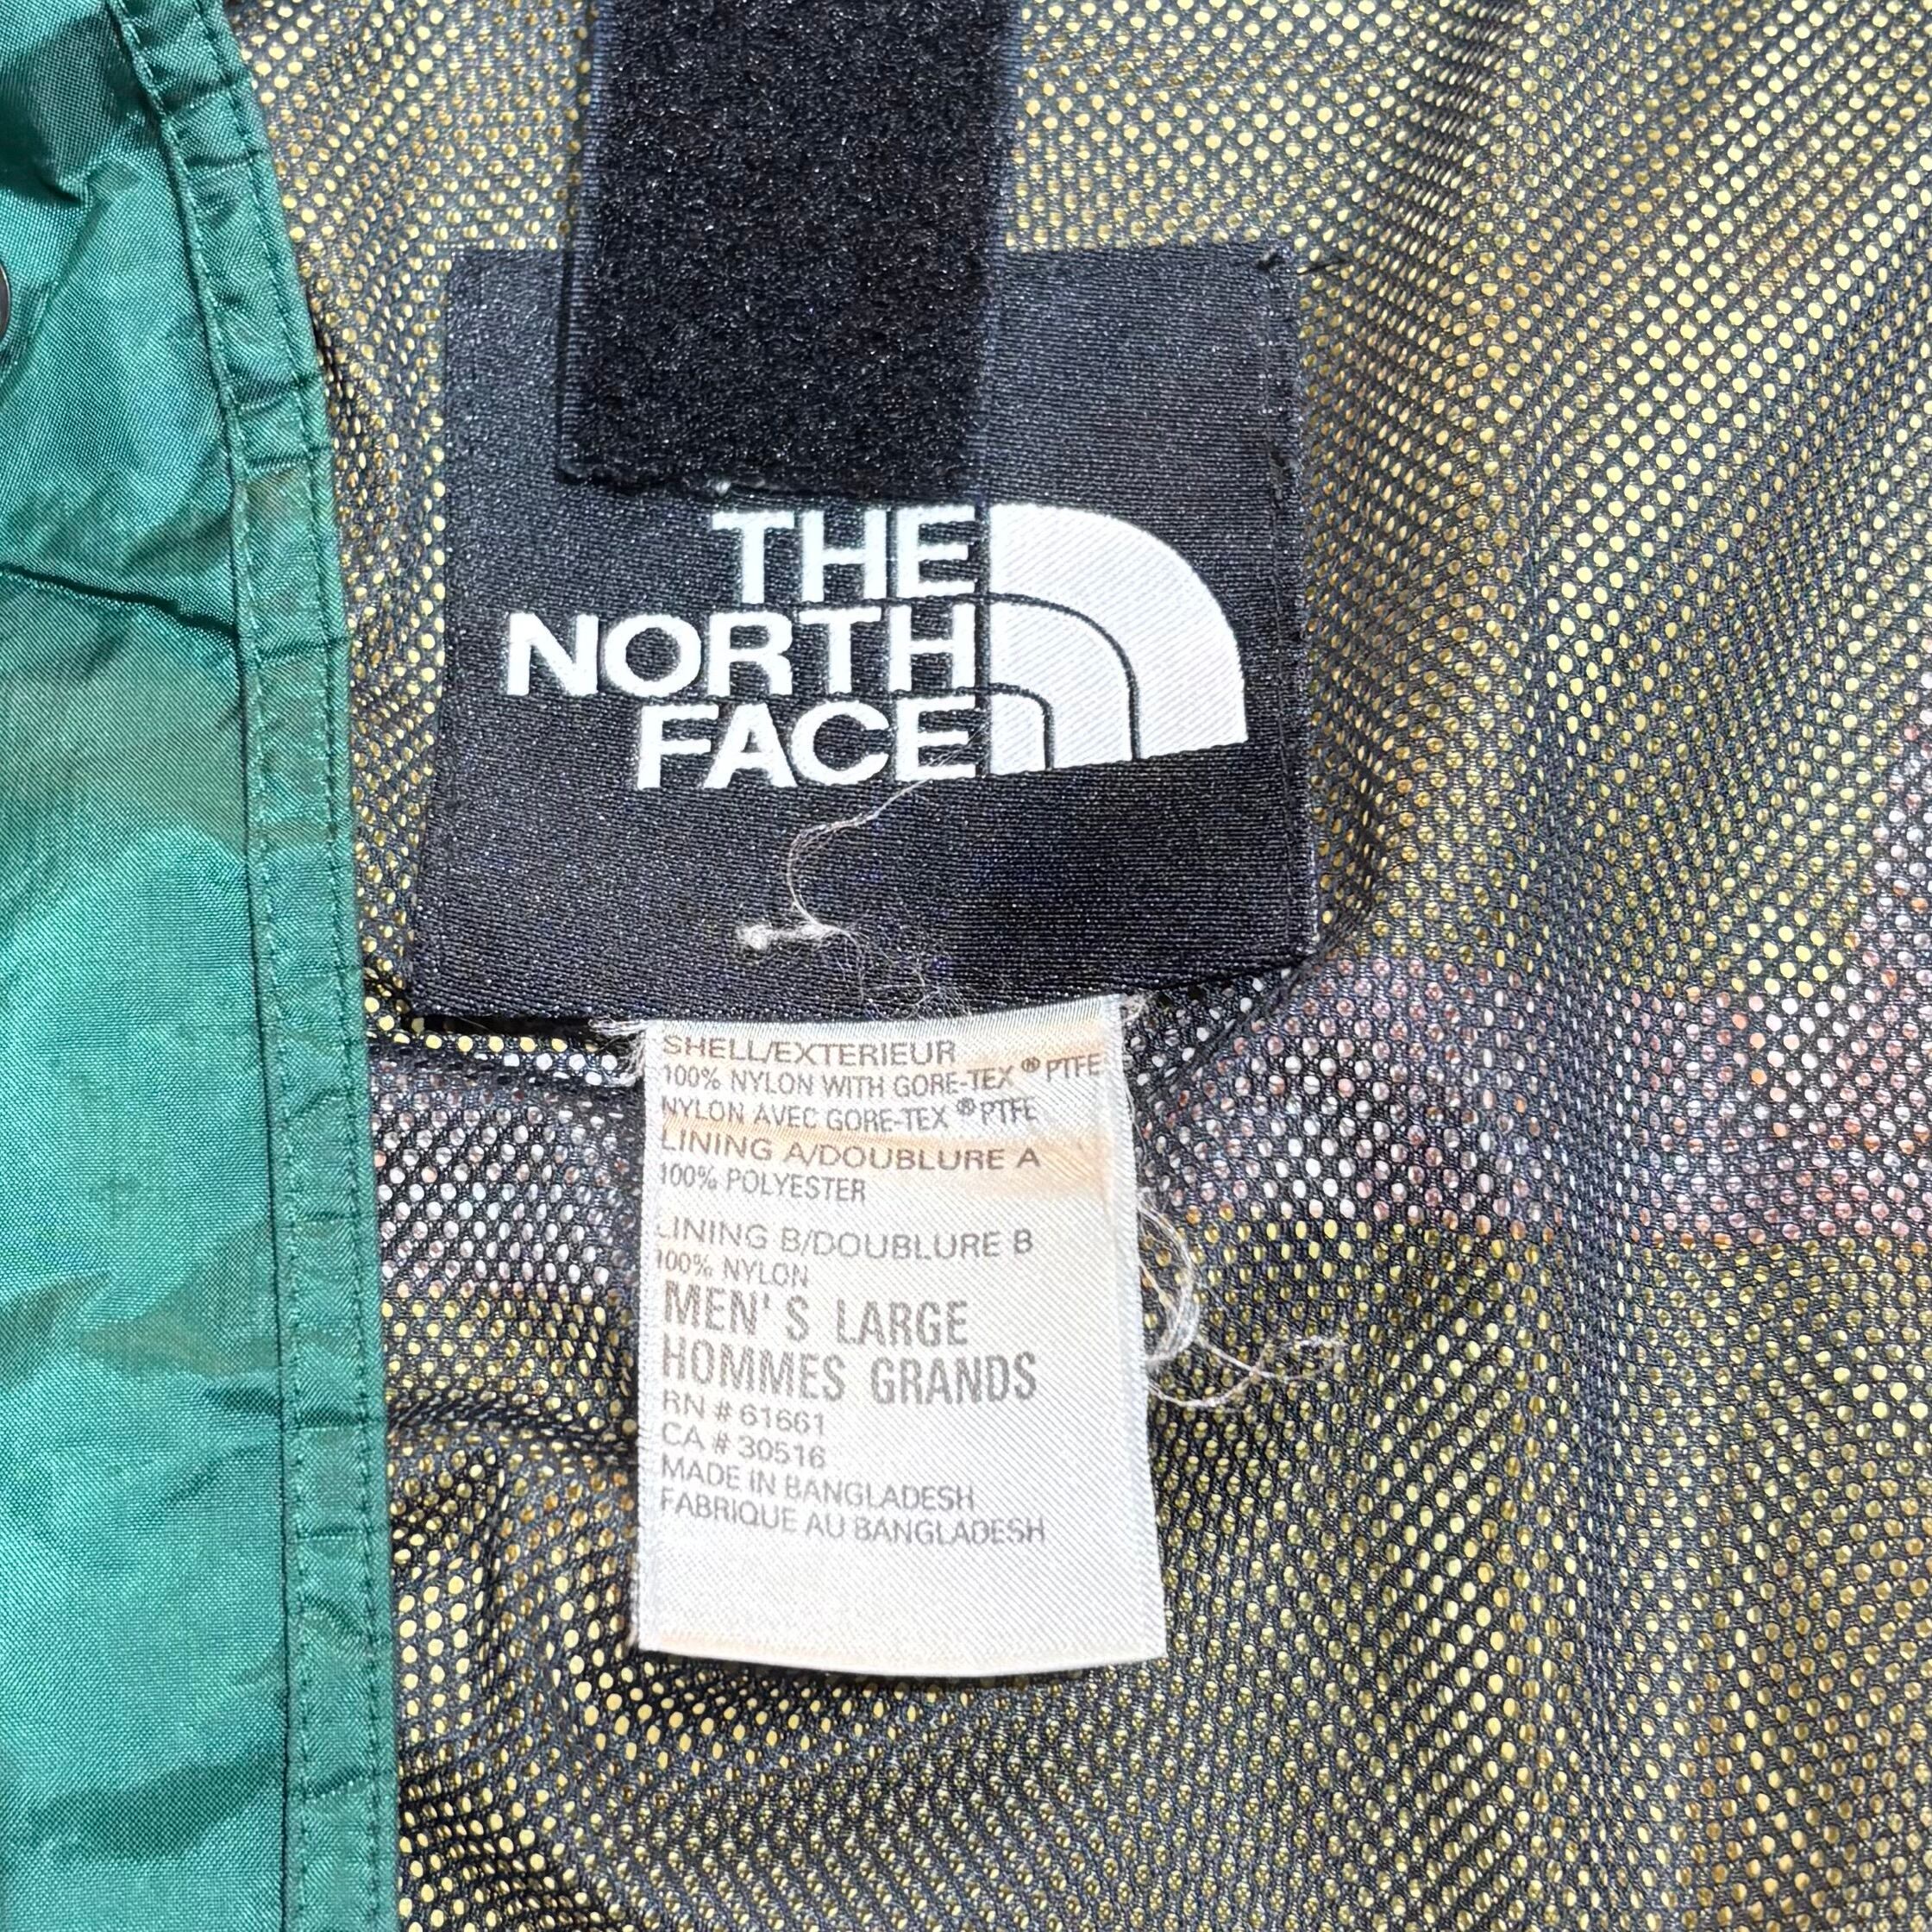 THE
NORTH
FACE
SHELL/EXTERIEUR
100% NYLON WITH GORE-TEX ® PTFE
NYLON AVEC GORE-TEX ® PTFE
LINING A/DOUBLURE A
100% POLYESTER
LINING B/DOUBLURE B
100% NYLON
MEN'S LARGE
HOMMES GRANDS
RN # 61661
CA # 30516
MADE IN BANGLADESH
FABRIQUE AU BANGLADESH